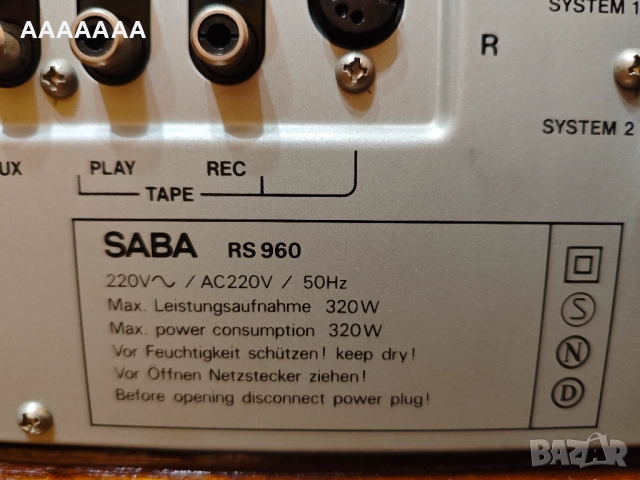 AAAAAAA
SYSTEM 1
R
SYSTEM 2
UX PLAY REC
TAPE
SABA RS 960
220V~ / AC220V / 50Hz
Max. Leistungsaufnahme 320W
Max. power consumption 320W
Vor Feuchtigkeit schützen! keep dry!
Vor Öffnen Netzstecker ziehen!
Before opening disconnect power plug!
S
N
D
BAZAR